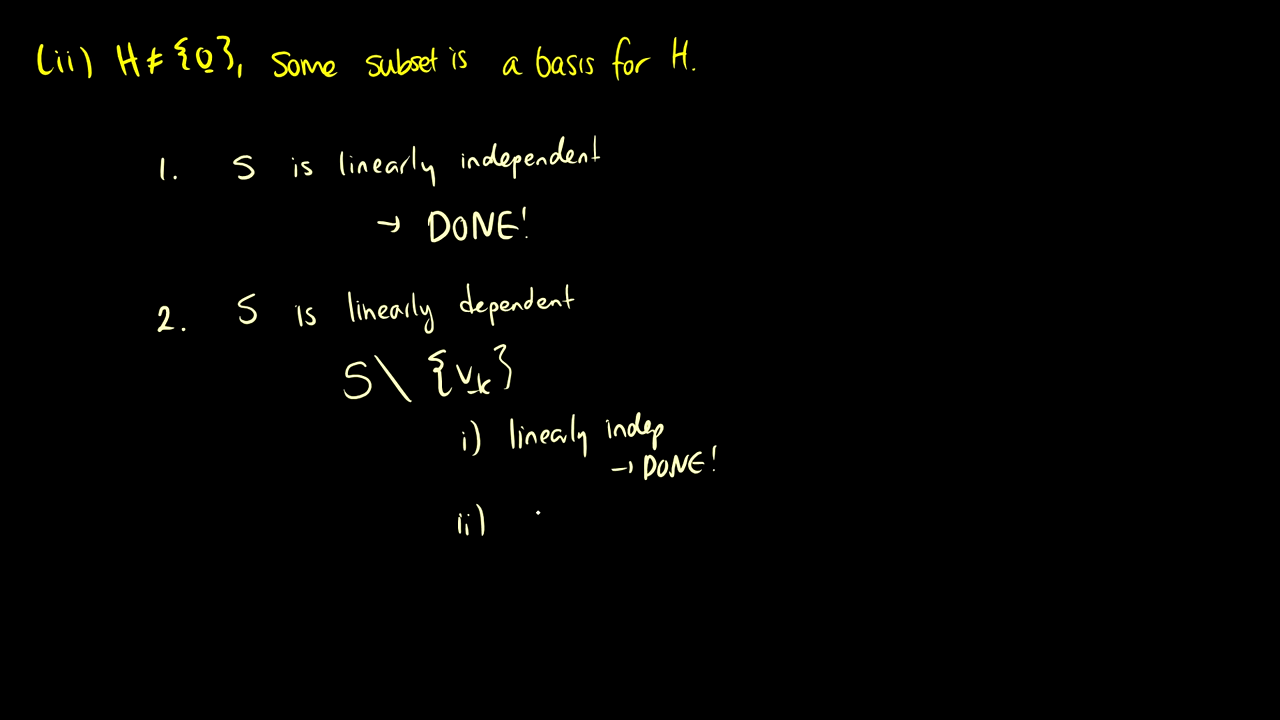 (ii) H ≠ {0}, Some subset is a basis for H.
1. S is linearly independent
→ DONE!
2. S is linearly dependent
S \ {v_k}
i) linearly indep
→ DONE!
ii)